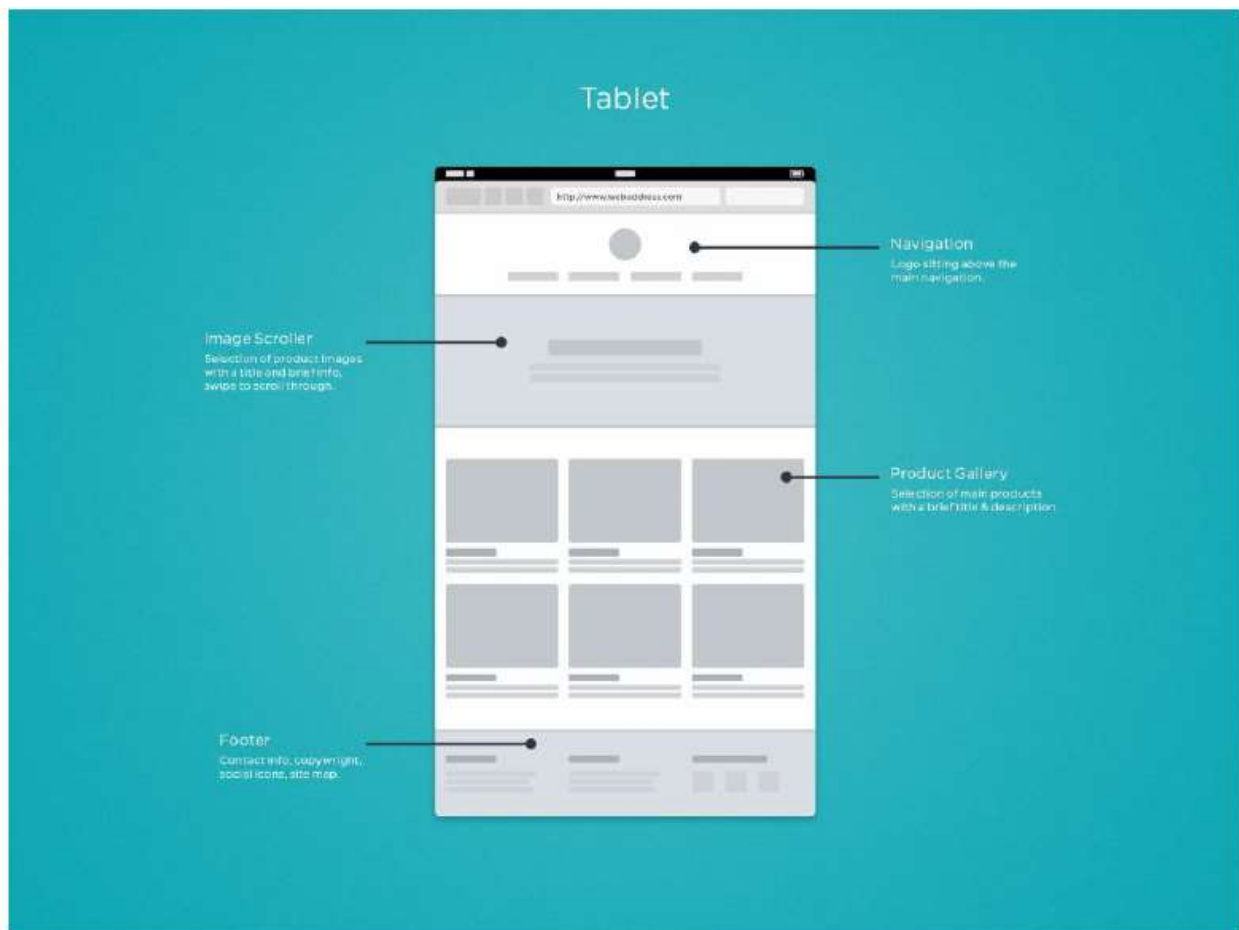 Tablet
http://www.webaddress.com
Navigation
Logo sitting above the
main navigation.
Image Scroller
Selection of product images
with a title and brief info,
swipe to scroll through.
Product Gallery
Selection of main products
with a brief title & description
Footer
Contact info, copywright,
social icons, site map.